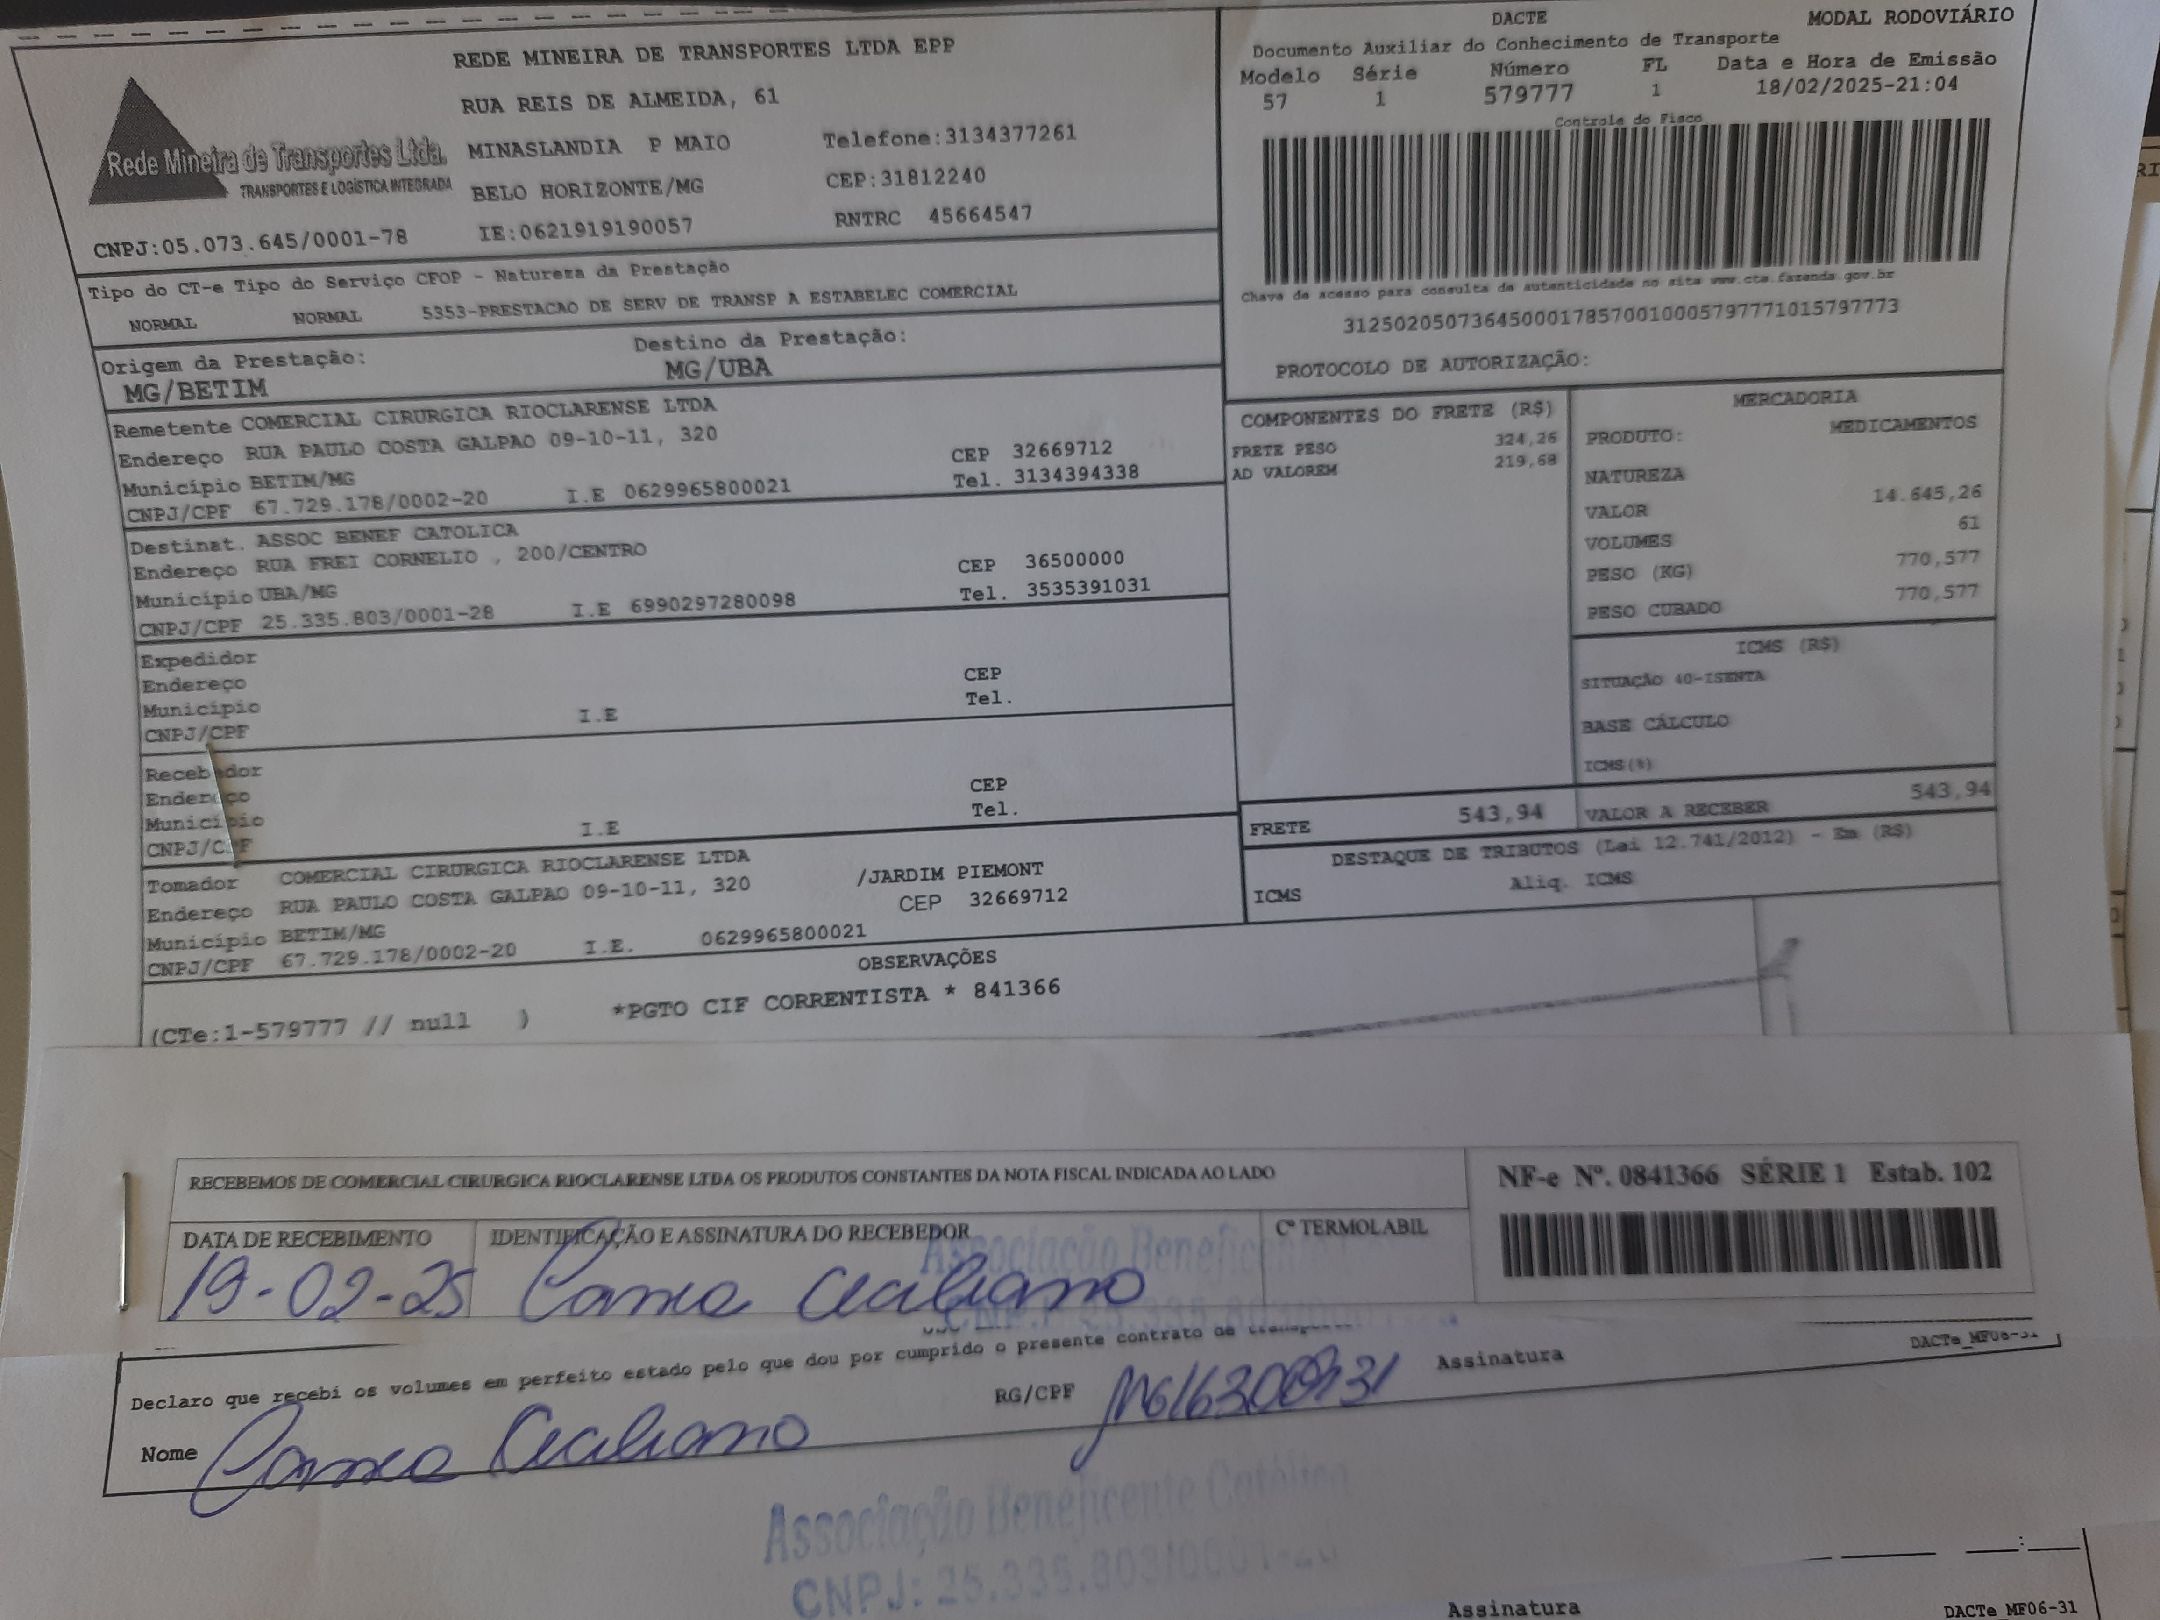 REDE MINEIRA DE TRANSPORTES LTDA EPP
RUA REIS DE ALMEIDA, 61
MINASLANDIA P MAIO Telefone:3134377261
BELO HORIZONTE/MG CEP:31812240
CNPJ:05.073.645/0001-78 IE:0621919190057 RNTRC 45664547
Rede Mineira de Transportes Ltda.
TRANSPORTES E LOGÍSTICA INTEGRADA
DACTE MODAL RODOVIÁRIO
Documento Auxiliar do Conhecimento de Transporte
Modelo Série Número FL Data e Hora de Emissão
57 1 579777 1 18/02/2025-21:04
Controle do Fisco
Chave de acesso para consulta de autenticidade no site www.cte.fazenda.gov.br
31250205073645000178570010005797771015797773
PROTOCOLO DE AUTORIZAÇÃO:
Tipo do CT-e Tipo do Serviço CFOP - Natureza da Prestação
NORMAL NORMAL 5353-PRESTACAO DE SERV DE TRANSP A ESTABELEC COMERCIAL
Origem da Prestação: Destino da Prestação:
MG/BETIM MG/UBA
Remetente COMERCIAL CIRURGICA RIOCLARENSE LTDA
Endereço RUA PAULO COSTA GALPAO 09-10-11, 320 CEP 32669712
Município BETIM/MG Tel. 3134394338
CNPJ/CPF 67.729.178/0002-20 I.E 0629965800021
Destinat. ASSOC BENEF CATOLICA
Endereço RUA FREI CORNELIO , 200/CENTRO CEP 36500000
Município UBA/MG Tel. 3535391031
CNPJ/CPF 25.335.803/0001-28 I.E 6990297280098
Expedidor
Endereço CEP
Município Tel.
CNPJ/CPF I.E
Recebedor
Endereço CEP
Município Tel.
CNPJ/CPF I.E
Tomador COMERCIAL CIRURGICA RIOCLARENSE LTDA
Endereço RUA PAULO COSTA GALPAO 09-10-11, 320 /JARDIM PIEMONT
Município BETIM/MG CEP 32669712
CNPJ/CPF 67.729.178/0002-20 I.E. 0629965800021
COMPONENTES DO FRETE (R$)
FRETE PESO 324,26
AD VALOREM 219,68
MERCADORIA
PRODUTO: MEDICAMENTOS
NATUREZA
VALOR 14.645,26
VOLUMES 61
PESO (KG) 770,577
PESO CUBADO 770,577
ICMS (R$)
SITUAÇÃO 40-ISENTA
BASE CÁLCULO
ICMS(%)
FRETE 543,94 VALOR A RECEBER 543,94
DESTAQUE DE TRIBUTOS (Lei 12.741/2012) - Em (R$)
ICMS Aliq. ICMS
OBSERVAÇÕES
(CTe:1-579777 // null ) *PGTO CIF CORRENTISTA * 841366
RECEBEMOS DE COMERCIAL CIRURGICA RIOCLARENSE LTDA OS PRODUTOS CONSTANTES DA NOTA FISCAL INDICADA AO LADO
NF-e Nº. 0841366 SÉRIE 1 Estab. 102
DATA DE RECEBIMENTO IDENTIFICAÇÃO E ASSINATURA DO RECEBEDOR Cº TERMOLABIL
19-02-25
Associação Beneficente
Declaro que recebi os volumes em perfeito estado pelo que dou por cumprido o presente contrato de
DACTe_MF06-31
Nome RG/CPF Assinatura
Associação Beneficente Católica
CNPJ: 25.335.803/0001-28
Assinatura
DACTe_MF06-31